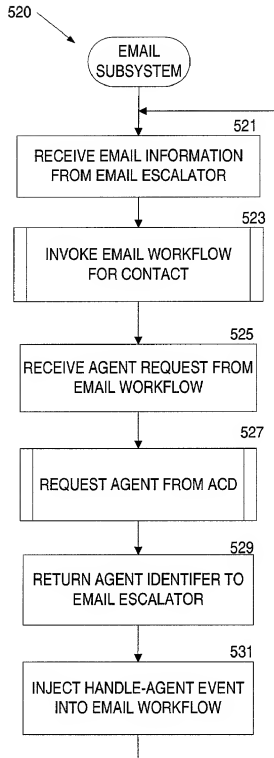 520
EMAIL
SUBSYSTEM
521
RECEIVE EMAIL INFORMATION
FROM EMAIL ESCALATOR
523
INVOKE EMAIL WORKFLOW
FOR CONTACT
525
RECEIVE AGENT REQUEST FROM
EMAIL WORKFLOW
527
REQUEST AGENT FROM ACD
529
RETURN AGENT IDENTIFER TO
EMAIL ESCALATOR
531
INJECT HANDLE-AGENT EVENT
INTO EMAIL WORKFLOW